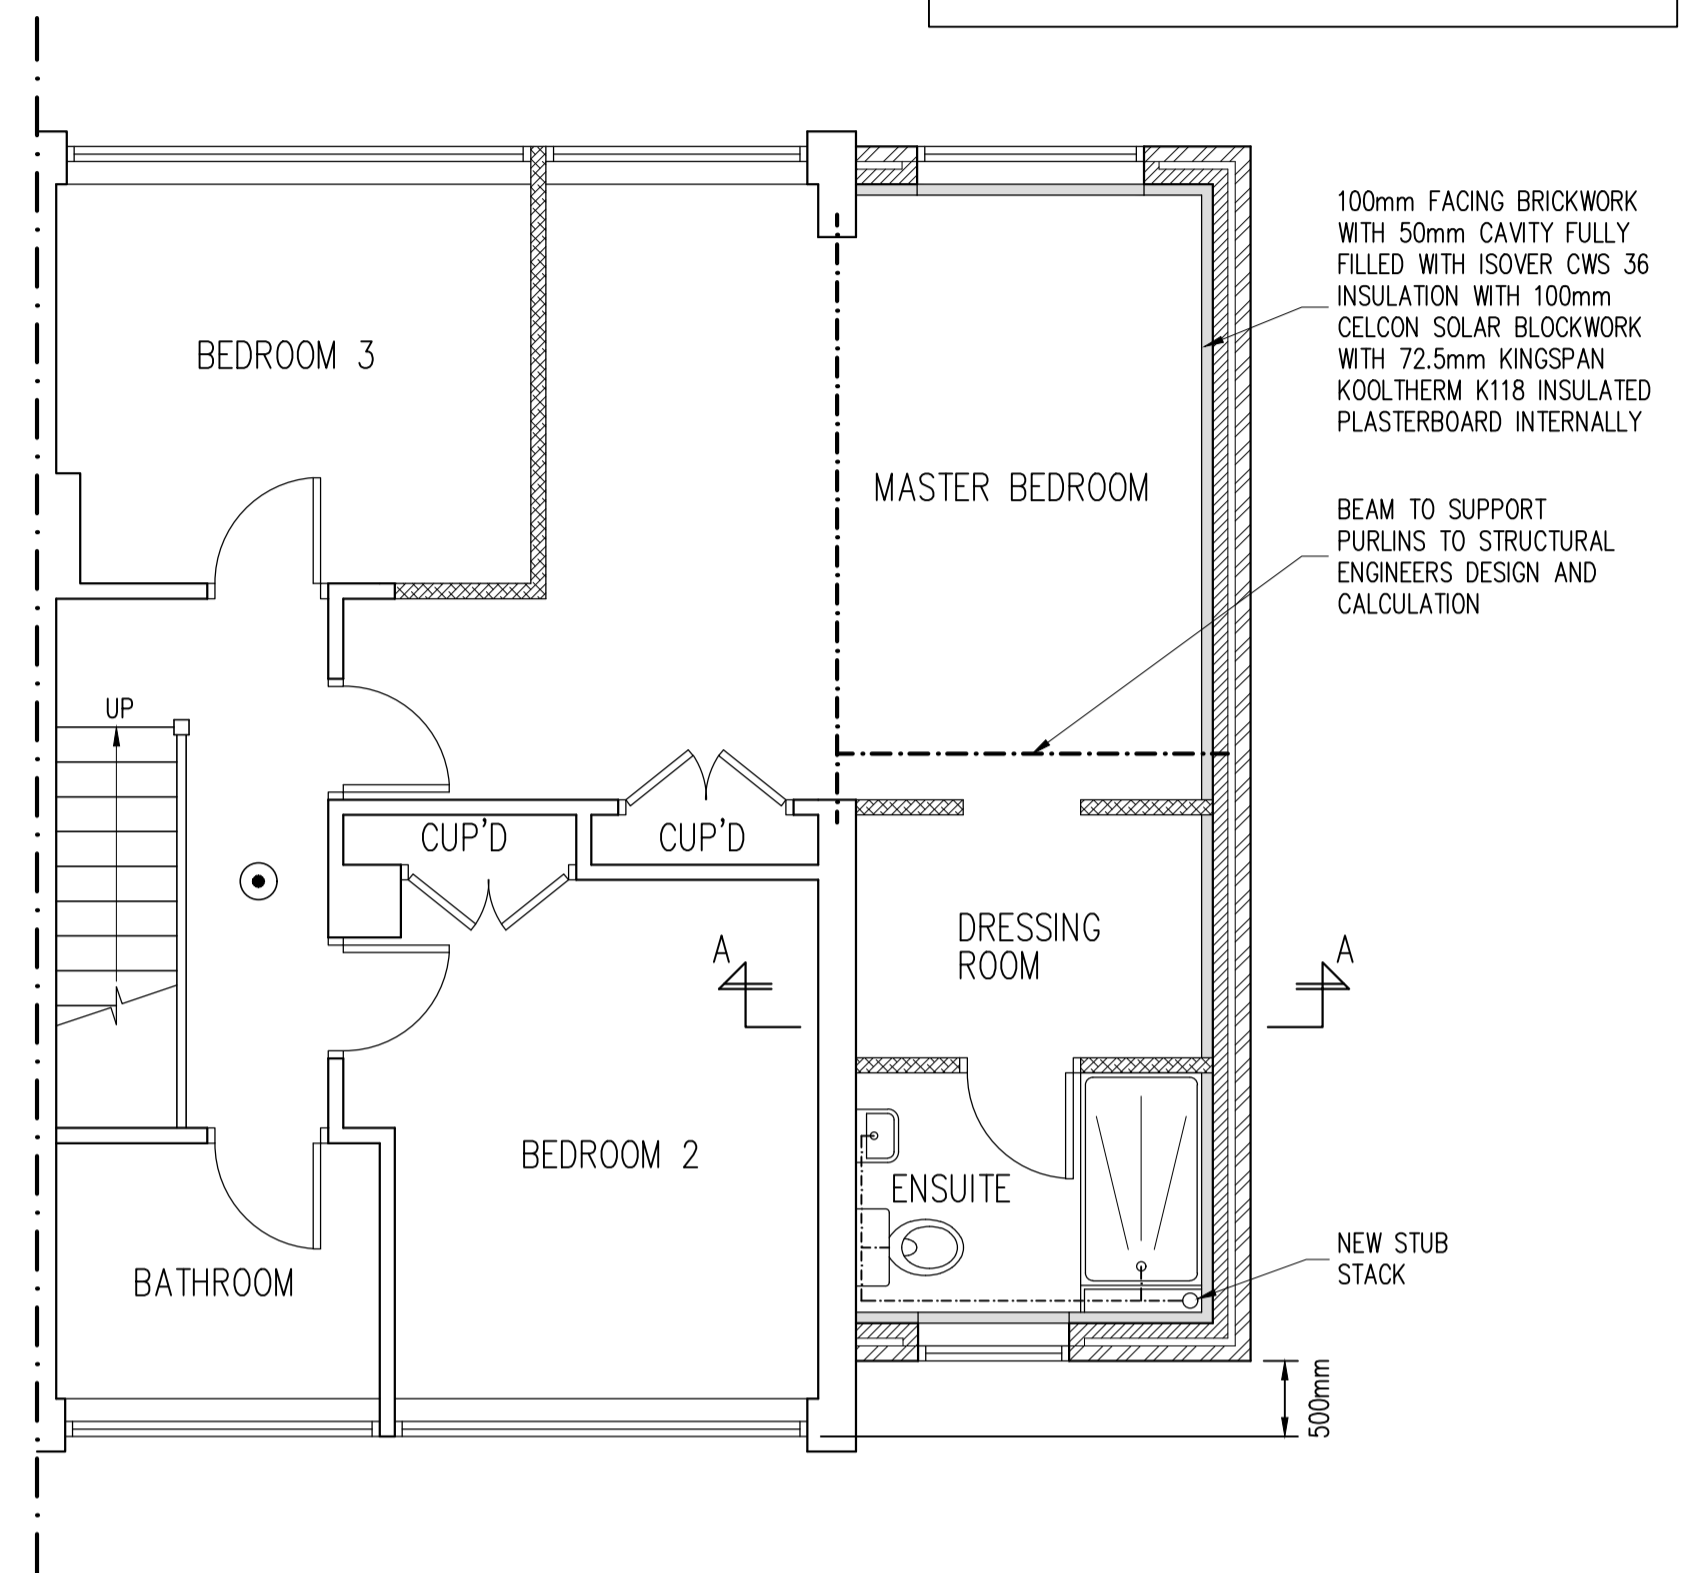 100mm FACING BRICKWORK
WITH 50mm CAVITY FULLY
FILLED WITH ISOVER CWS 36
INSULATION WITH 100mm
CELCON SOLAR BLOCKWORK
WITH 72.5mm KINGSPAN
KOOLTHERM K118 INSULATED
PLASTERBOARD INTERNALLY
BEDROOM 3
MASTER BEDROOM
BEAM TO SUPPORT
PURLINS TO STRUCTURAL
ENGINEERS DESIGN AND
CALCULATION
UP
CUP'D
CUP'D
DRESSING
ROOM
A
A
BEDROOM 2
ENSUITE
BATHROOM
NEW STUB
STACK
500mm